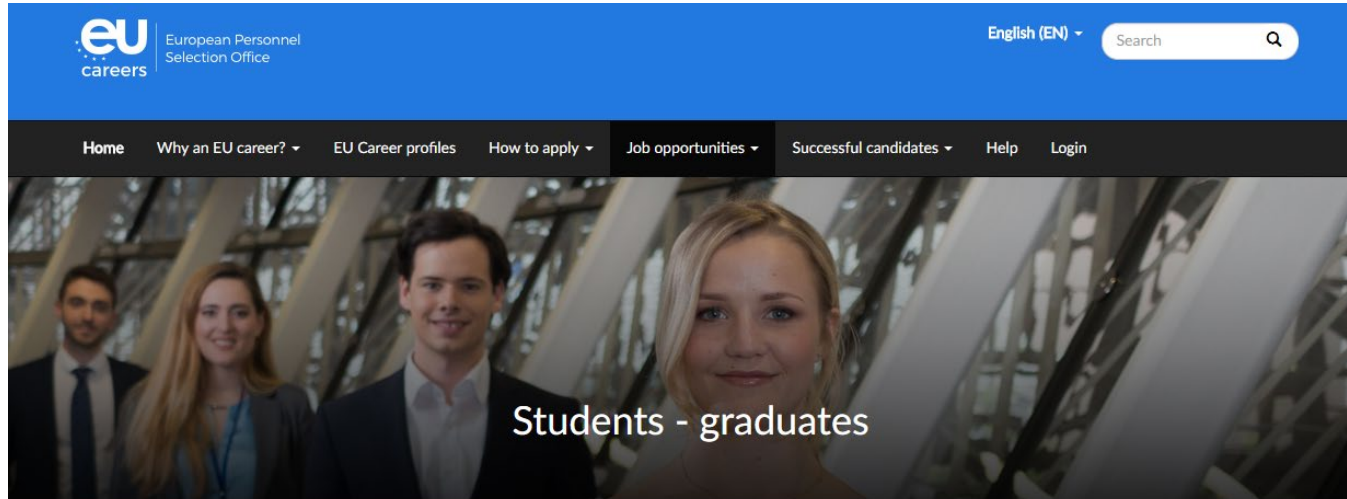 eu
careers
European Personnel
Selection Office
English (EN)
Search
Home Why an EU career? EU Career profiles How to apply Job opportunities Successful candidates Help Login
Students - graduates